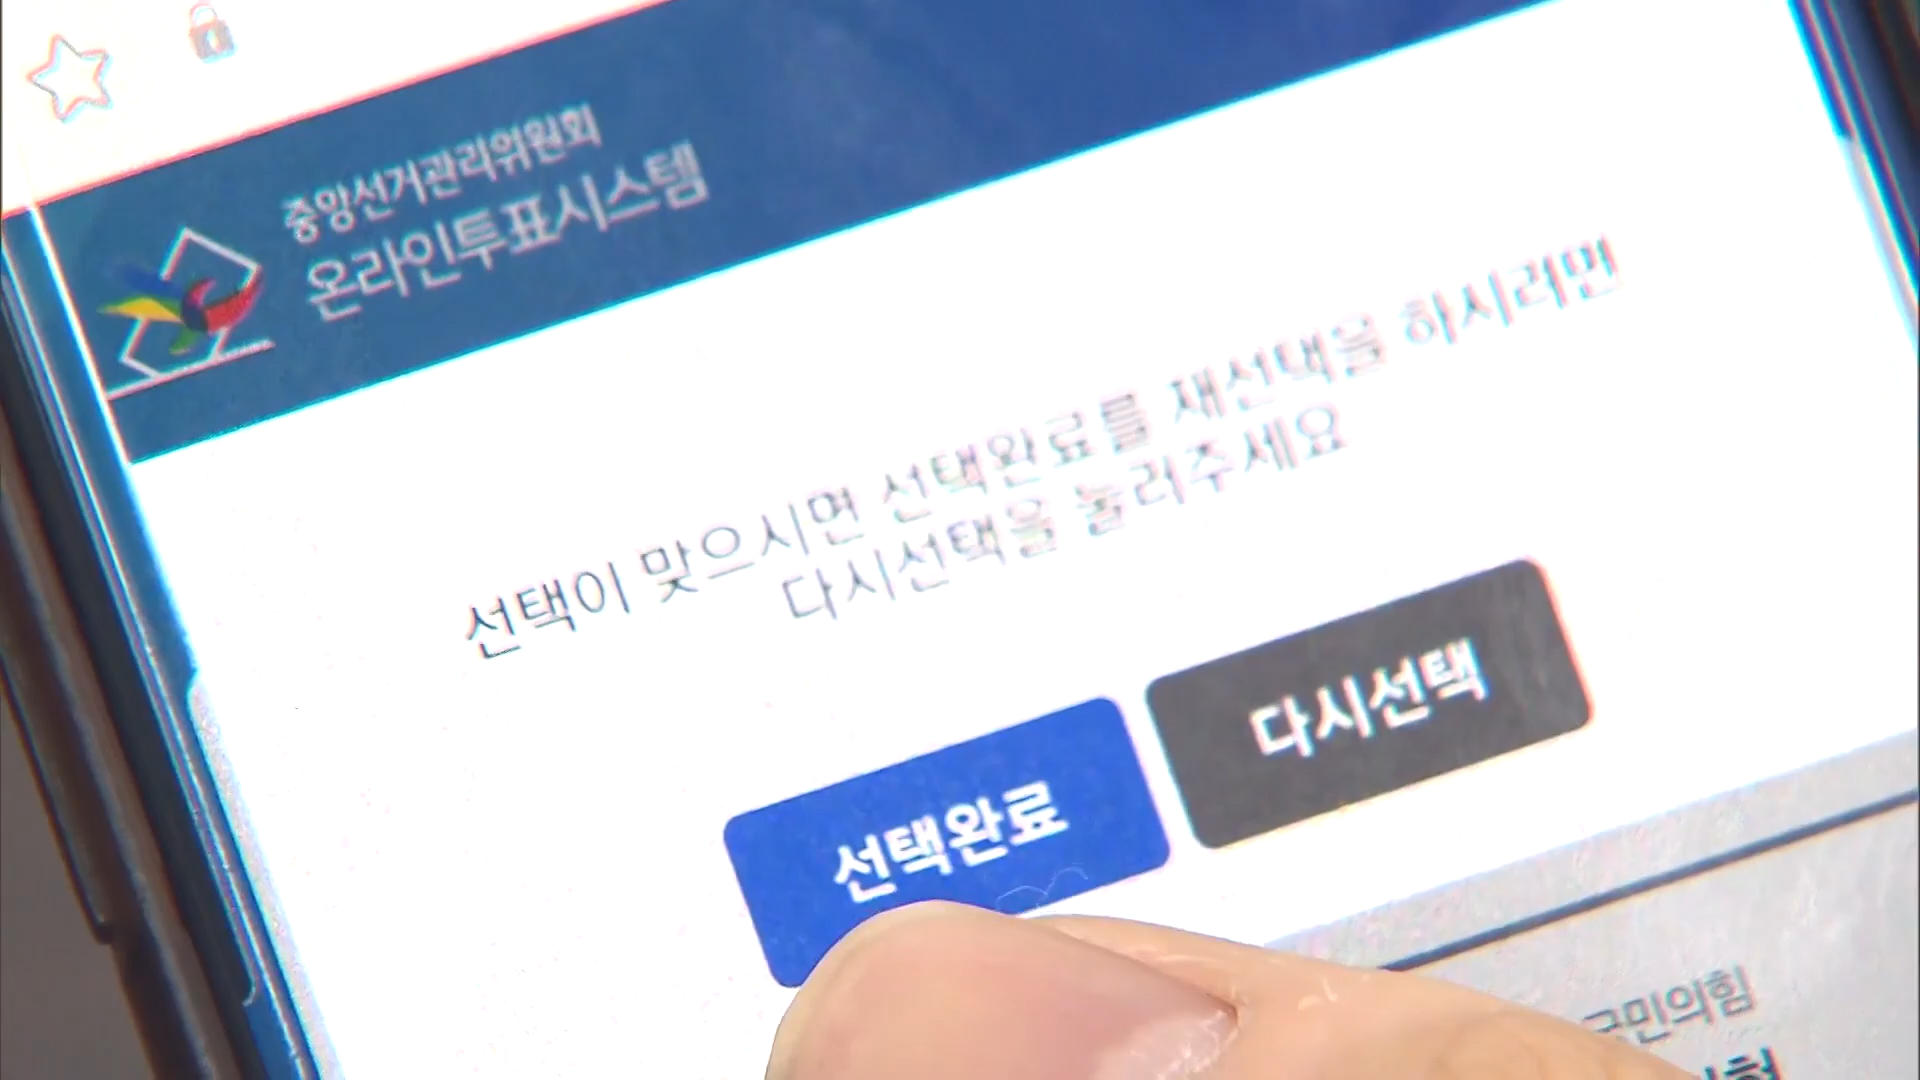 중앙선거관리위원회
온라인투표시스템
선택이 맞으시면 선택완료를 재선택을 하시려면
다시선택을 눌러주세요
다시선택
선택완료
국민의힘